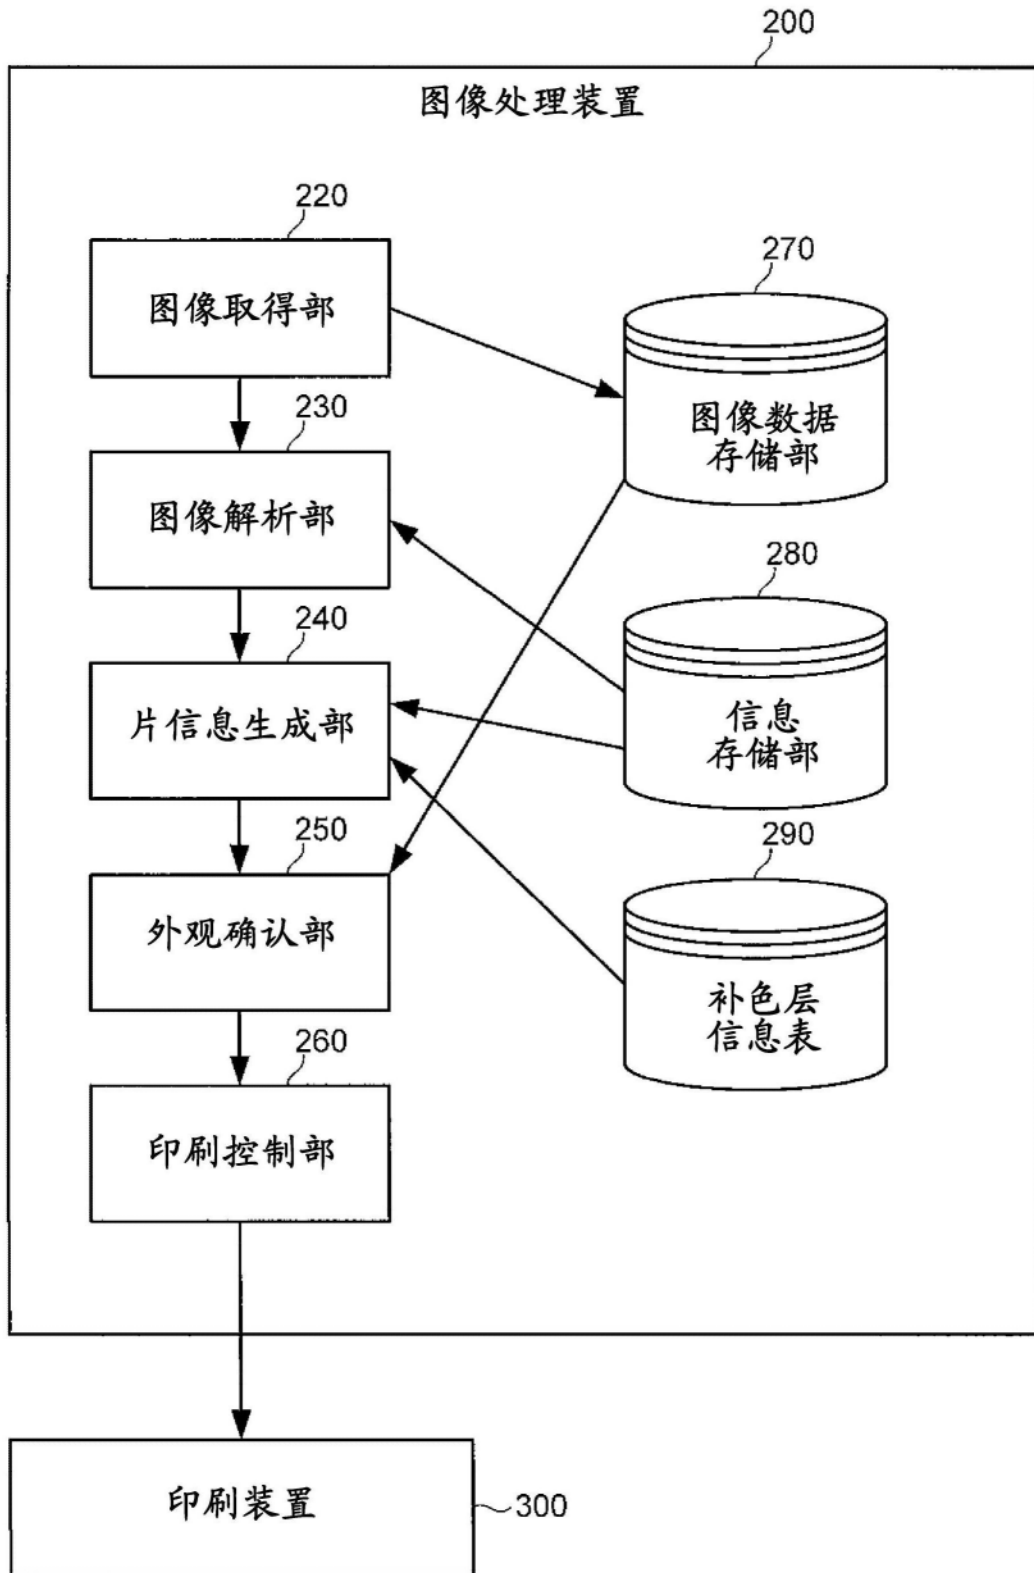 200
图像处理装置
220
图像取得部
270
图像数据
存储部
230
图像解析部
280
信息
存储部
240
片信息生成部
290
补色层
信息表
250
外观确认部
260
印刷控制部
印刷装置
300